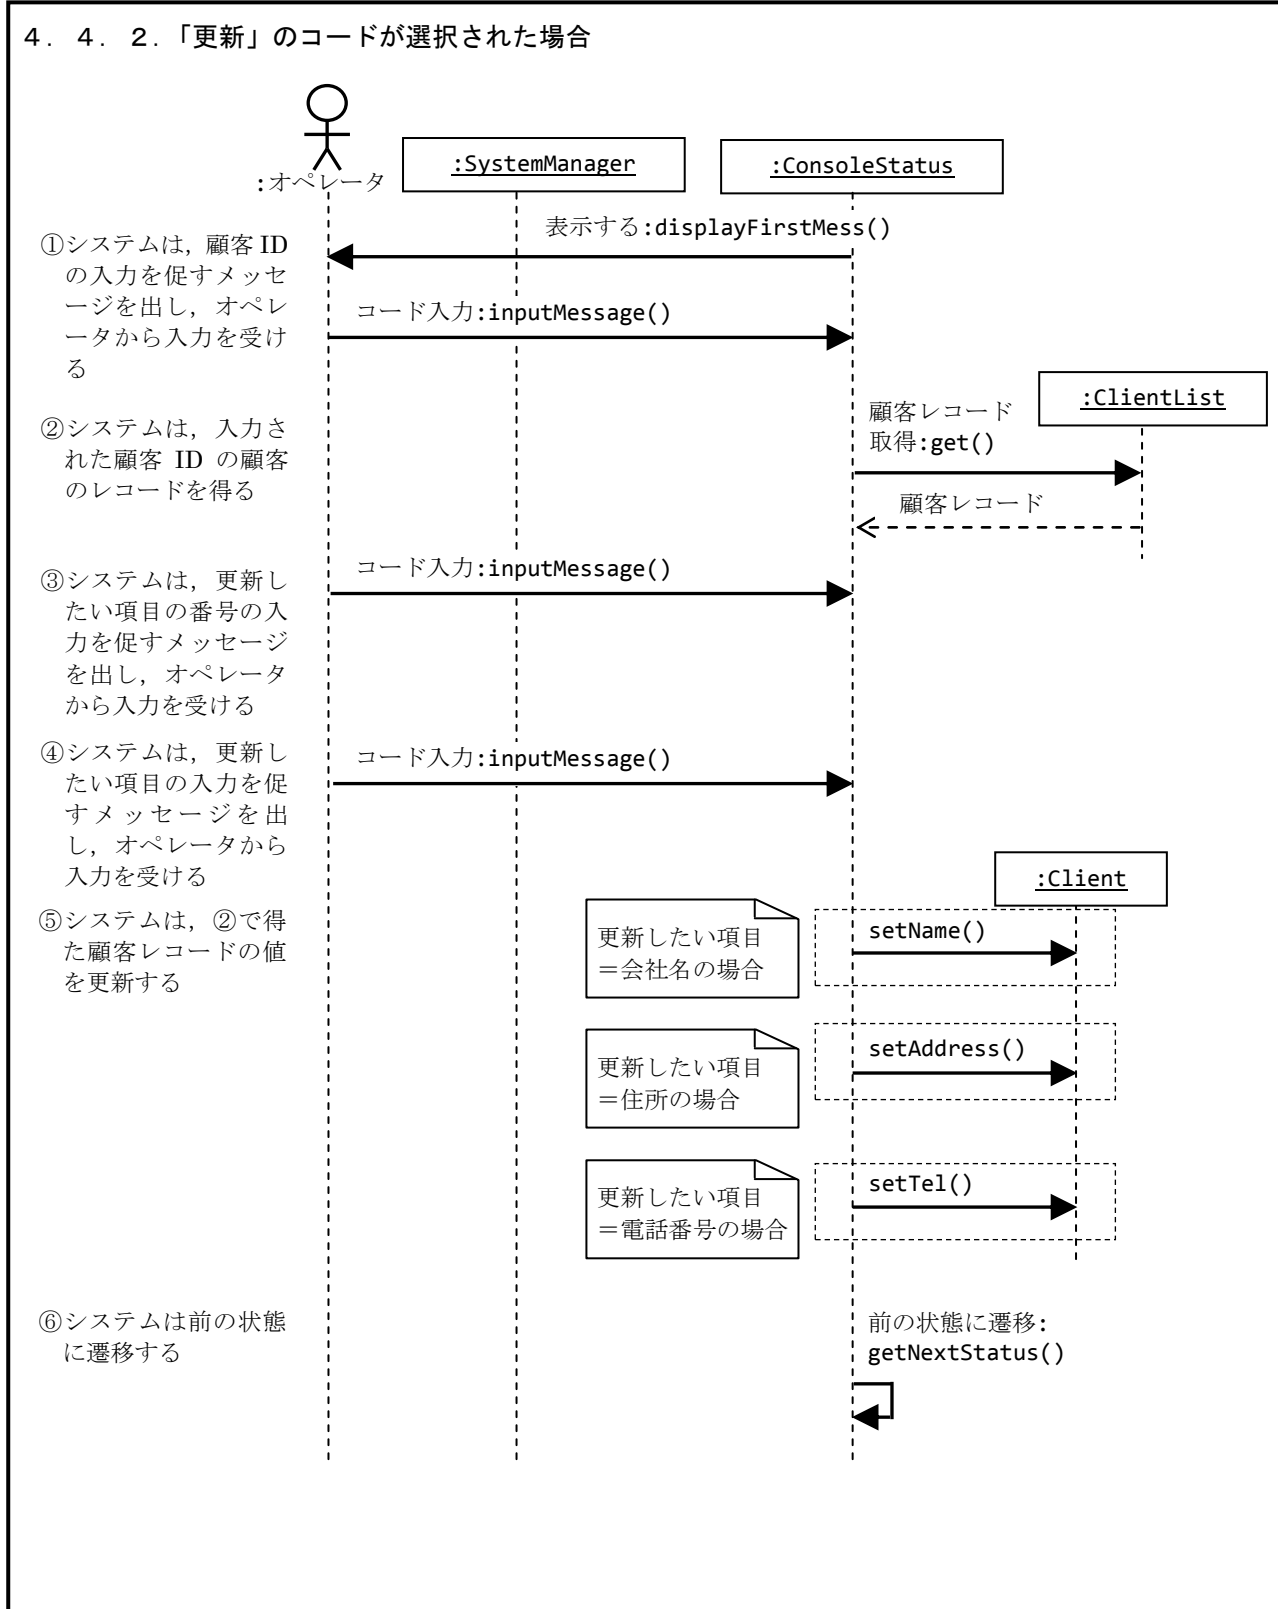 ４．４．２．「更新」のコードが選択された場合
:オペレータ
:SystemManager
:ConsoleStatus
表示する:displayFirstMess()
①システムは，顧客 ID
の入力を促すメッセ
ージを出し，オペレ
ータから入力を受け
る
コード入力:inputMessage()
:ClientList
②システムは，入力さ
れた顧客 ID の顧客
のレコードを得る
顧客レコード
取得:get()
顧客レコード
③システムは，更新し
たい項目の番号の入
力を促すメッセージ
を出し，オペレータ
から入力を受ける
コード入力:inputMessage()
④システムは，更新し
たい項目の入力を促
すメッセージを出
し，オペレータから
入力を受ける
コード入力:inputMessage()
:Client
⑤システムは，②で得
た顧客レコードの値
を更新する
更新したい項目
＝会社名の場合
setName()
更新したい項目
＝住所の場合
setAddress()
更新したい項目
＝電話番号の場合
setTel()
⑥システムは前の状態
に遷移する
前の状態に遷移:
getNextStatus()